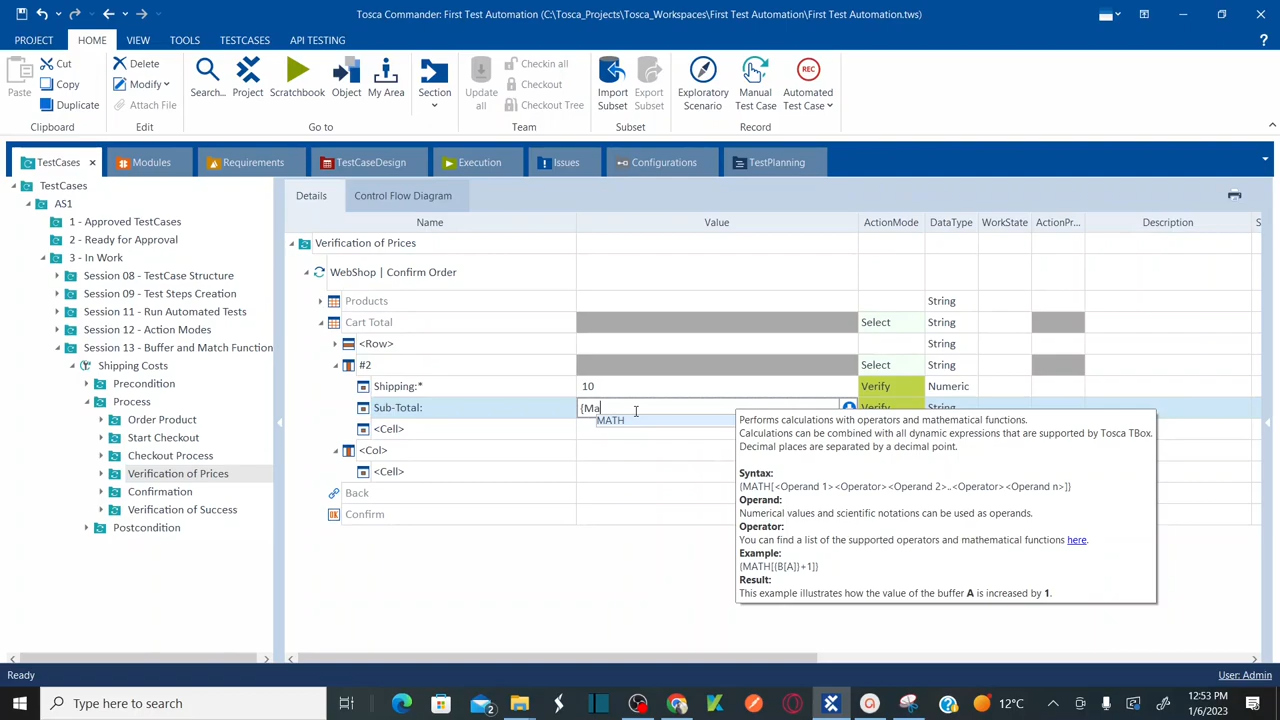 Tosca Commander: First Test Automation (C:\Tosca_Projects\Tosca_Workspaces\First Test Automation\First Test Automation.tws)
PROJECT HOME VIEW TOOLS TESTCASES API TESTING ?
Paste Cut Copy Duplicate
Delete Modify Attach File
Search... Project Scratchbook Object My Area Section
Update all Checkin all Checkout Checkout Tree
Import Subset Export Subset
Exploratory Scenario Manual Test Case REC Automated Test Case
Clipboard Edit Go to Team Subset Record
TestCases Modules Requirements TestCaseDesign Execution Issues Configurations TestPlanning
TestCases
AS1
1 - Approved TestCases
2 - Ready for Approval
3 - In Work
Session 08 - TestCase Structure
Session 09 - Test Steps Creation
Session 11 - Run Automated Tests
Session 12 - Action Modes
Session 13 - Buffer and Match Function
Shipping Costs
Precondition
Process
Order Product
Start Checkout
Checkout Process
Verification of Prices
Confirmation
Verification of Success
Postcondition
Details Control Flow Diagram
Name Value ActionMode DataType WorkState ActionPr... Description S
Verification of Prices
WebShop | Confirm Order
Products String
Cart Total Select String
<Row> String
#2 Select String
Shipping:* 10 Verify Numeric
Sub-Total: {Ma Verify String
MATH
<Cell>
<Col>
<Cell>
Back
OK Confirm
Performs calculations with operators and mathematical functions.
Calculations can be combined with all dynamic expressions that are supported by Tosca TBox.
Decimal places are separated by a decimal point.
Syntax:
{MATH[<Operand 1><Operator><Operand 2>..<Operator><Operand n>]}
Operand:
Numerical values and scientific notations can be used as operands.
Operator:
You can find a list of the supported operators and mathematical functions here.
Example:
{MATH[{B[A]}+1]}
Result:
This example illustrates how the value of the buffer A is increased by 1.
Ready User: Admin
Type here to search
2
12°C
12:53 PM
1/6/2023